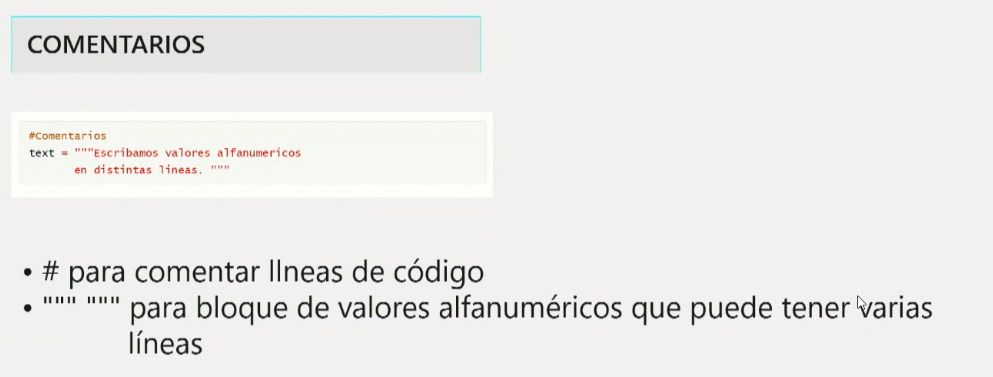 COMENTARIOS
#Comentarios
text = """Escribamos valores alfanumericos
en distintas lineas. """
• # para comentar lIneas de código
• """ """ para bloque de valores alfanuméricos que puede tener varias
líneas